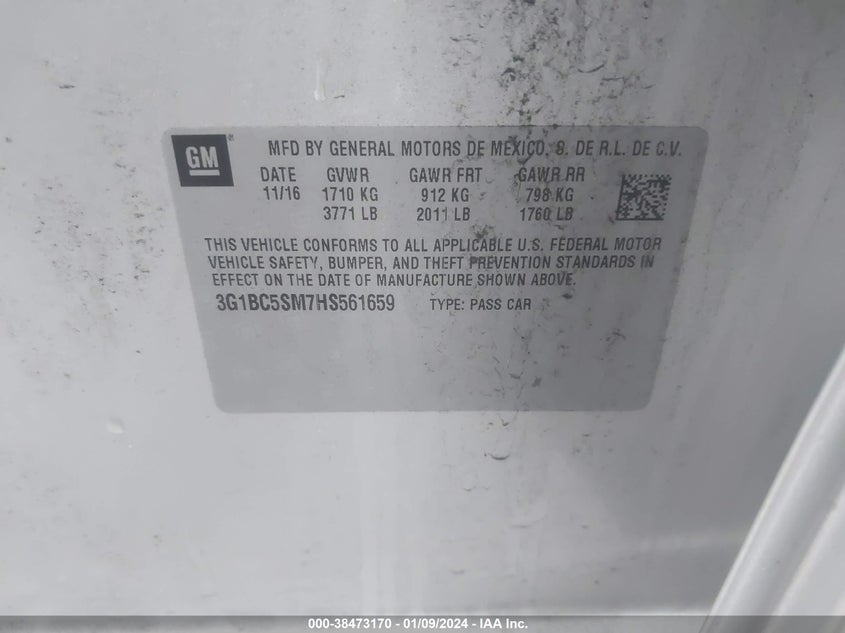 GM
MFD BY GENERAL MOTORS DE MEXICO, S. DE R.L. DE C.V.
DATE GVWR GAWR FRT GAWR RR
11/16 1710 KG 912 KG 798 KG
3771 LB 2011 LB 1760 LB
THIS VEHICLE CONFORMS TO ALL APPLICABLE U.S. FEDERAL MOTOR
VEHICLE SAFETY, BUMPER, AND THEFT PREVENTION STANDARDS IN
EFFECT ON THE DATE OF MANUFACTURE SHOWN ABOVE.
3G1BC5SM7HS561659 TYPE: PASS CAR
000-38473170 - 01/09/2024 - IAA Inc.